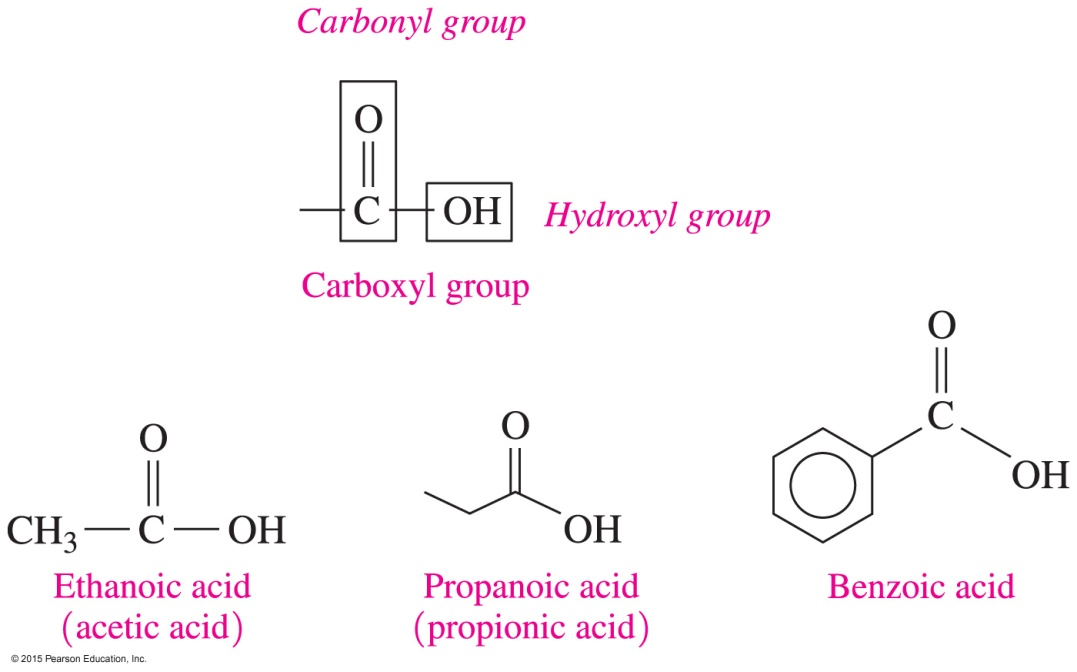 Carbonyl group
O
C
OH
Hydroxyl group
Carboxyl group
O
C
OH
O
CH₃
C
OH
O
OH
Ethanoic acid
(acetic acid)
Propanoic acid
(propionic acid)
Benzoic acid
© 2015 Pearson Education, Inc.